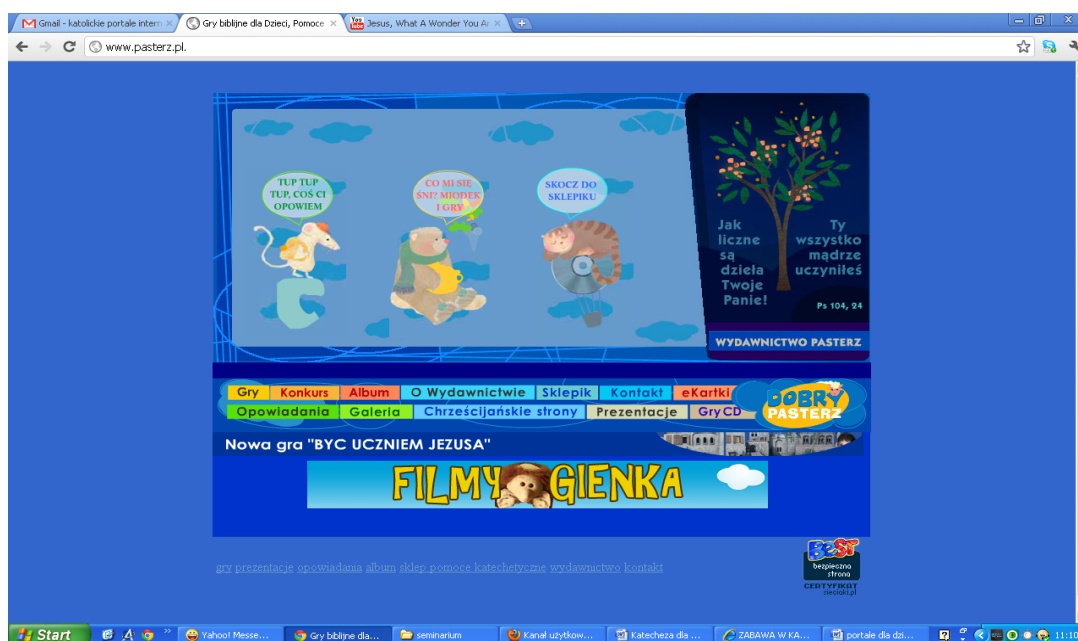 Gmail - katolickie portale intern
Gry biblijne dla Dzieci, Pomoce
You Tube Jesus, What A Wonder You Ar
www.pasterz.pl.
TUP TUP
TUP, COŚ CI
OPOWIEM
CO MI SIĘ
ŚNI? MIODEK
I GRY
SKOCZ DO
SKLEPIKU
Jak
liczne
są
dzieła
Twoje
Panie!
Ty
wszystko
mądrze
uczyniłeś
Ps 104, 24
WYDAWNICTWO PASTERZ
Gry Konkurs Album O Wydawnictwie Sklepik Kontakt eKartki
Opowiadania Galeria Chrześcijańskie strony Prezentacje Gry CD
DOBRY
PASTERZ
Nowa gra "BYC UCZNIEM JEZUSA"
FILMY GIENKA
gry prezentacje opowiadania album sklep pomoce katechetyczne wydawnictwo kontakt
BeST
bezpieczna
strona
CERTYFIKAT
sieciaki.pl
Start Yahoo! Messe... Gry biblijne dla... seminarium Kanał użytkow... Katecheza dla ... ZABAWA W KA... portale dla dzi... 11:10